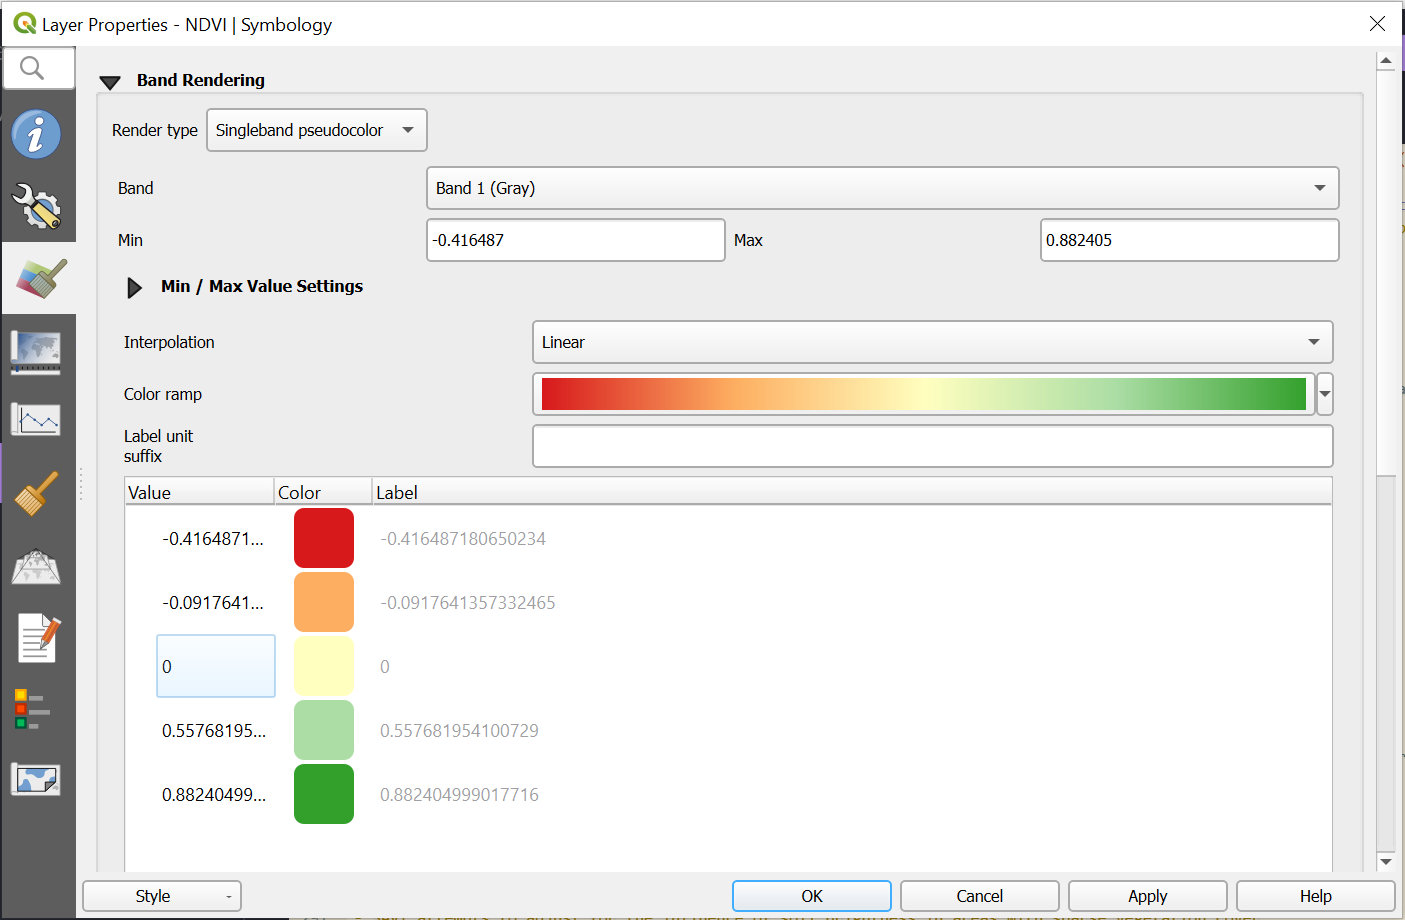 Layer Properties - NDVI | Symbology
Band Rendering
Render type Singleband pseudocolor
Band Band 1 (Gray)
Min -0.416487 Max 0.882405
Min / Max Value Settings
Interpolation Linear
Color ramp
Label unit
suffix
Value Color Label
-0.4164871... -0.416487180650234
-0.0917641... -0.0917641357332465
0 0
0.55768195... 0.557681954100729
0.88240499... 0.882404999017716
Style OK Cancel Apply Help